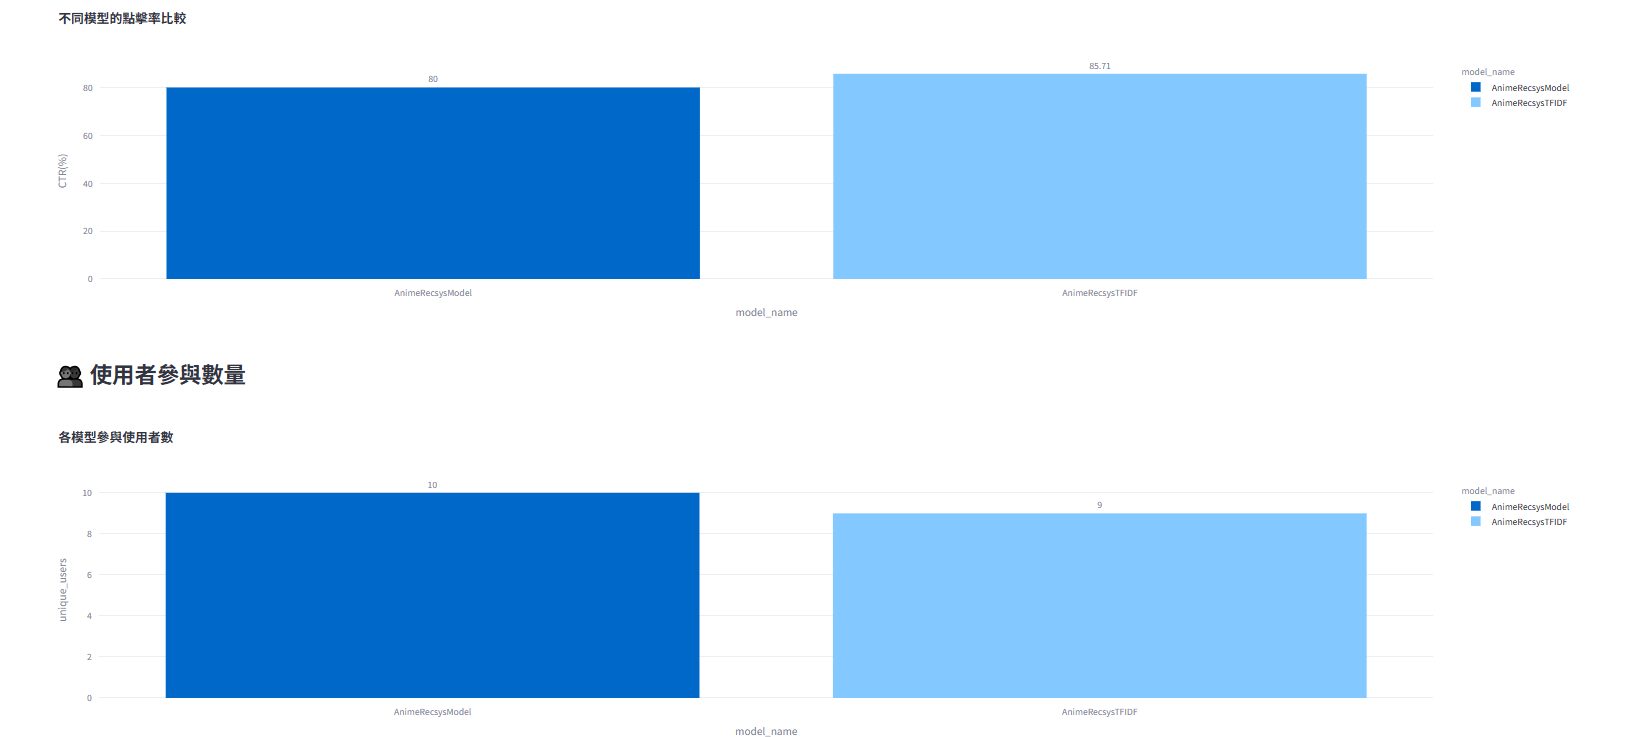 不同模型的點擊率比較
80
85.71
model_name
AnimeRecsysModel
AnimeRecsysTFIDF
CTR(%)
80
60
40
20
0
AnimeRecsysModel
AnimeRecsysTFIDF
model_name
使用者參與數量
各模型參與使用者數
10
9
model_name
AnimeRecsysModel
AnimeRecsysTFIDF
unique_users
10
8
6
4
2
0
AnimeRecsysModel
AnimeRecsysTFIDF
model_name